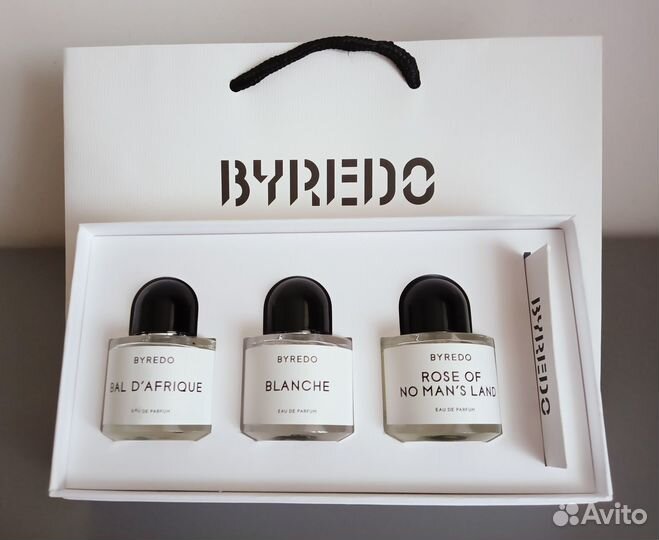 BYREDO
BYREDO
BAL D'AFRIQUE
EAU DE PARFUM
BYREDO
BLANCHE
EAU DE PARFUM
BYREDO
ROSE OF
NO MAN'S LAND
EAU DE PARFUM
BYREDO
Avito